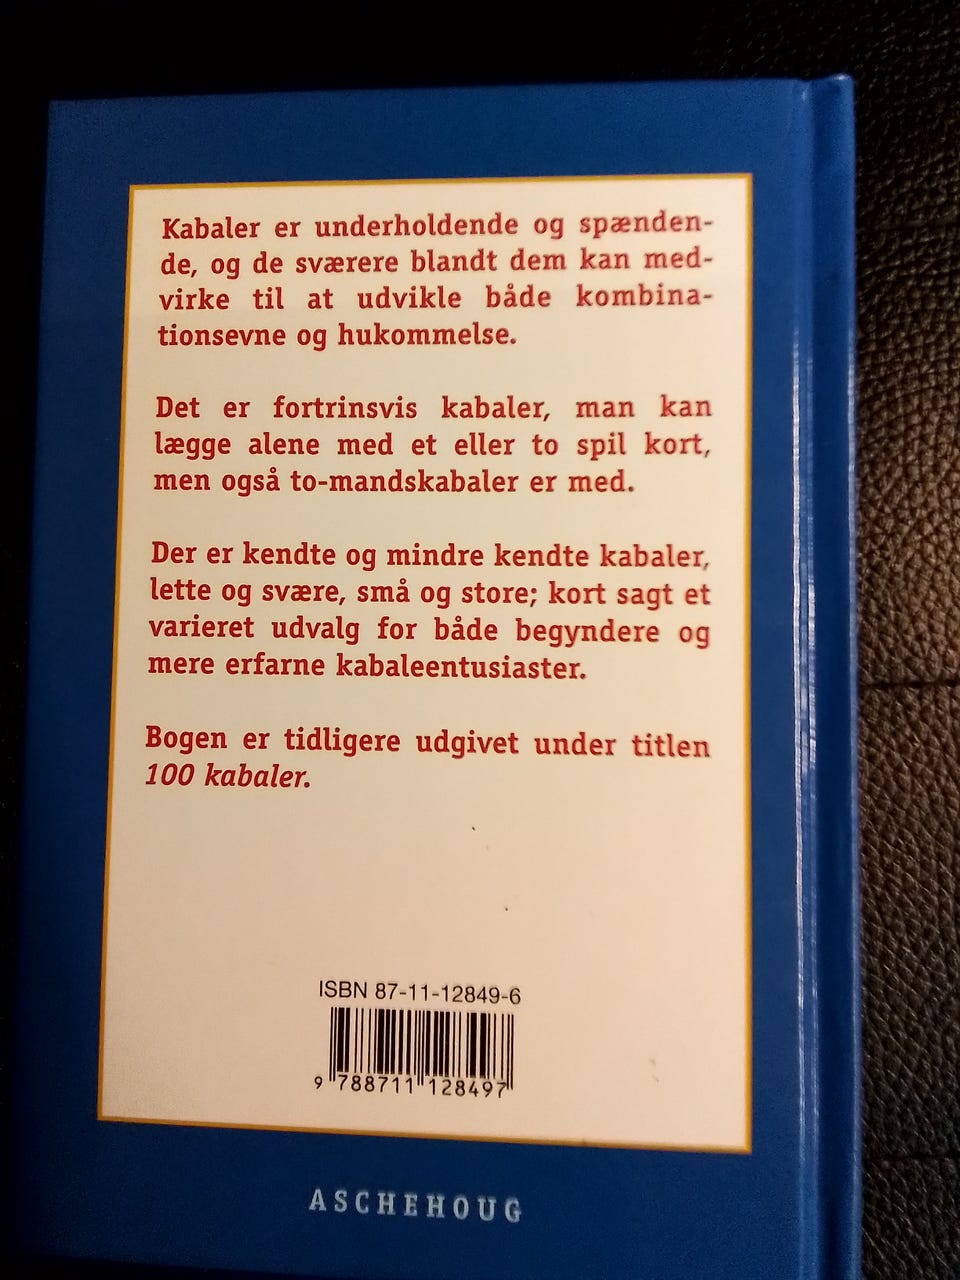 Kabaler er underholdende og spænden-
de, og de sværere blandt dem kan med-
virke til at udvikle både kombina-
tionsevne og hukommelse.
Det er fortrinsvis kabaler, man kan
lægge alene med et eller to spil kort,
men også to-mandskabaler er med.
Der er kendte og mindre kendte kabaler,
lette og svære, små og store; kort sagt et
varieret udvalg for både begyndere og
mere erfarne kabaleentusiaster.
Bogen er tidligere udgivet under titlen
100 kabaler.
ISBN 87-11-12849-6
9 788711 128497
ASCHEHOUG